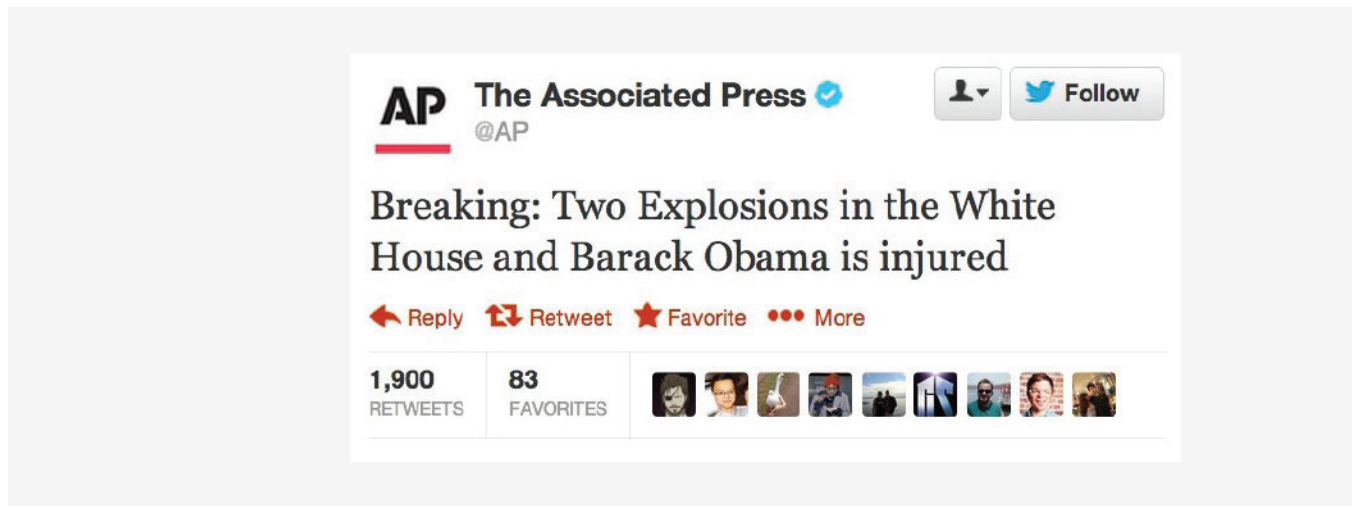 AP The Associated Press Follow
@AP
Breaking: Two Explosions in the White
House and Barack Obama is injured
Reply Retweet Favorite More
1,900 83
RETWEETS FAVORITES